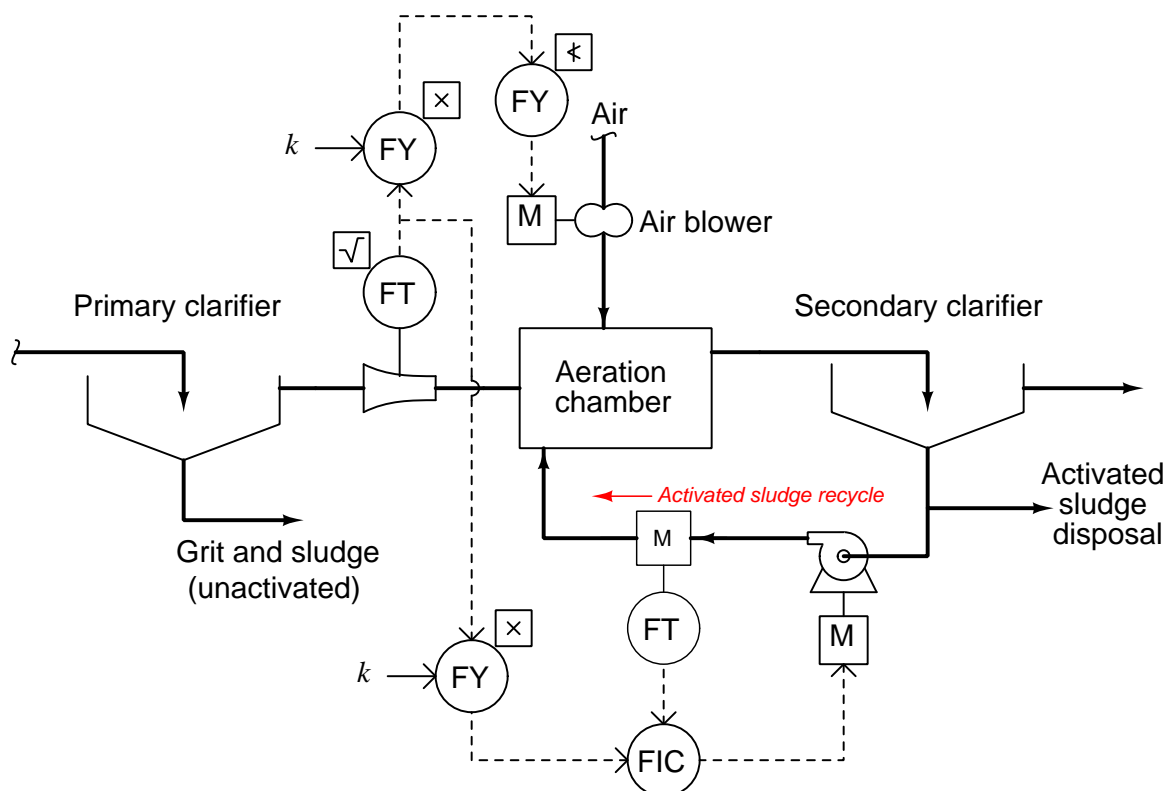 ×
∢
FY
FY
Air
k
M
Air blower
√
FT
Primary clarifier
Secondary clarifier
Aeration
chamber
Activated sludge recycle
Activated
sludge
disposal
M
Grit and sludge
(unactivated)
×
FT
M
k
FY
FIC